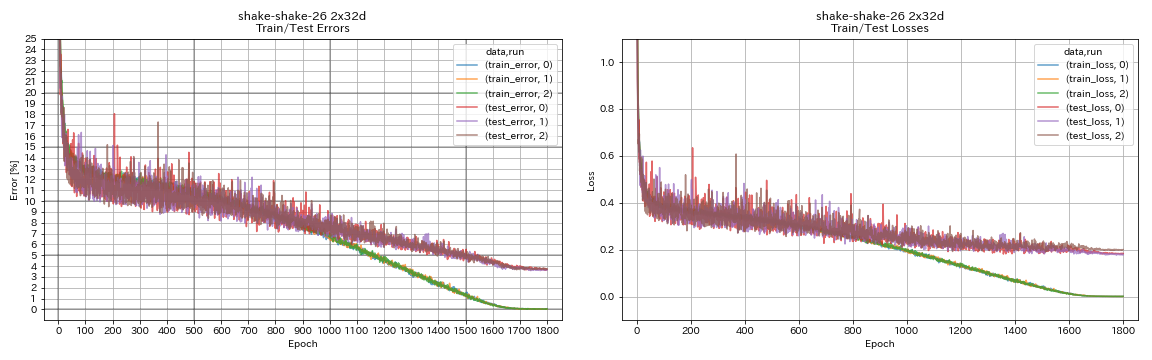 shake-shake-26 2x32d
Train/Test Errors
25
24
23
22
21
20
19
18
17
16
15
14
13
12
11
10
9
8
7
6
5
4
3
2
1
0
Error [%]
data,run
(train_error, 0)
(train_error, 1)
(train_error, 2)
(test_error, 0)
(test_error, 1)
(test_error, 2)
0 100 200 300 400 500 600 700 800 900 1000 1100 1200 1300 1400 1500 1600 1700 1800
Epoch
shake-shake-26 2x32d
Train/Test Losses
1.0
0.8
0.6
0.4
0.2
0.0
Loss
data,run
(train_loss, 0)
(train_loss, 1)
(train_loss, 2)
(test_loss, 0)
(test_loss, 1)
(test_loss, 2)
0 200 400 600 800 1000 1200 1400 1600 1800
Epoch